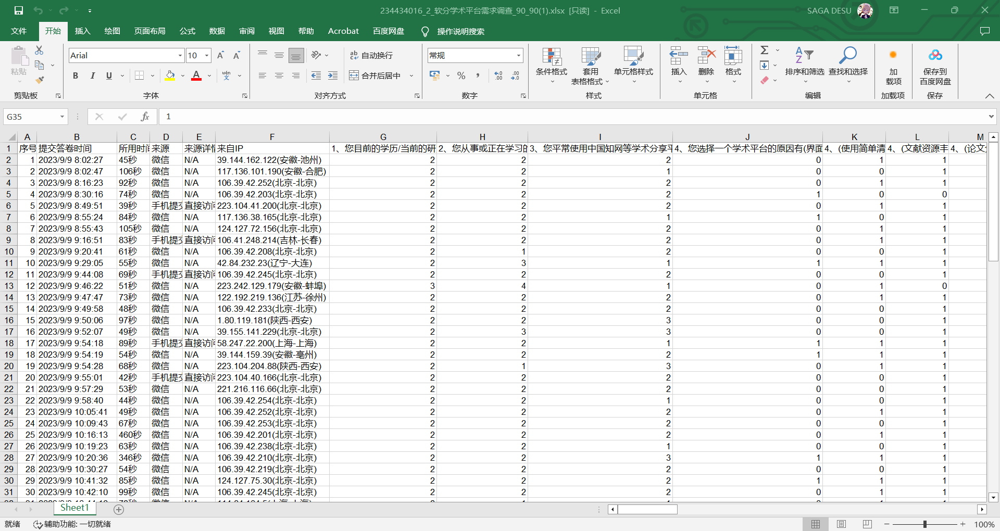 234434016_2_软分学术平台需求调查_90_90(1).xlsx [只读] - Excel
SAGA DESU
文件 开始 插入 绘图 页面布局 公式 数据 审阅 视图 帮助 Acrobat 百度网盘 操作说明搜索
粘贴
Arial 10
B I U A wén 文
ab 自动换行
合并后居中
常规
% ,
条件格式
套用
表格格式
单元格样式
插入 删除 格式
Σ
排序和筛选 查找和选择
加
载项
保存到
百度网盘
剪贴板 字体 对齐方式 数字 样式 单元格 编辑 加载项 保存
G35 fx 1
A B C D E F G H I J K L M
1 序号 提交答卷时间 所用时间 来源 来源详情 来自IP 1、您目前的学历/当前的研 2、您从事或正在学习的 3、您平常使用中国知网等学术分享平 4、您选择一个学术平台的原因有(界面 4、(使用简单清 4、(文献资源丰 4、(论文分
2 1 2023/9/9 8:02:27 45秒 微信 N/A 39.144.162.122(安徽-池州) 2 2 2 0 1 1
3 2 2023/9/9 8:02:47 106秒 微信 N/A 117.136.101.190(安徽-合肥) 2 2 1 0 0 1
4 3 2023/9/9 8:16:23 92秒 微信 N/A 106.39.42.252(北京-北京) 2 2 2 0 1 1
5 4 2023/9/9 8:30:16 74秒 微信 N/A 106.39.42.203(北京-北京) 2 2 2 1 0 0
6 5 2023/9/9 8:49:51 39秒 手机提交 直接访问 223.104.41.200(北京-北京) 2 2 2 0 1 1
7 6 2023/9/9 8:55:24 84秒 微信 N/A 117.136.38.165(北京-北京) 2 2 1 1 0 1
8 7 2023/9/9 8:55:43 105秒 微信 N/A 124.127.72.156(北京-北京) 2 2 2 0 1 1
9 8 2023/9/9 9:16:51 83秒 手机提交 直接访问 106.41.248.214(吉林-长春) 2 2 2 0 1 1
10 9 2023/9/9 9:20:41 61秒 微信 N/A 106.39.42.208(北京-北京) 2 1 2 0 0 1
11 10 2023/9/9 9:29:05 55秒 微信 N/A 42.84.232.23(辽宁-大连) 2 3 1 1 1 1
12 11 2023/9/9 9:44:08 69秒 手机提交 直接访问 106.39.42.245(北京-北京) 2 2 2 0 0 1
13 12 2023/9/9 9:46:22 51秒 微信 N/A 223.242.129.179(安徽-蚌埠) 3 4 1 0 1 0
14 13 2023/9/9 9:47:47 73秒 微信 N/A 122.192.219.136(江苏-徐州) 2 2 2 0 1 1
15 14 2023/9/9 9:49:58 48秒 微信 N/A 106.39.42.233(北京-北京) 2 2 2 0 0 1
16 15 2023/9/9 9:50:06 97秒 微信 N/A 1.80.119.181(陕西-西安) 2 2 3 0 0 1
17 16 2023/9/9 9:52:07 49秒 微信 N/A 39.155.141.229(北京-北京) 2 3 3 0 0 1
18 17 2023/9/9 9:54:18 89秒 手机提交 直接访问 58.247.22.200(上海-上海) 2 2 1 1 1 1
19 18 2023/9/9 9:54:19 54秒 微信 N/A 39.144.159.39(安徽-亳州) 2 2 2 1 1 1
20 19 2023/9/9 9:54:28 68秒 微信 N/A 223.104.204.88(陕西-西安) 2 1 3 0 1 1
21 20 2023/9/9 9:55:01 42秒 手机提交 直接访问 223.104.40.166(北京-北京) 2 2 2 0 0 1
22 21 2023/9/9 9:57:29 53秒 微信 N/A 221.216.116.66(北京-北京) 2 2 2 0 0 1
23 22 2023/9/9 9:58:40 44秒 微信 N/A 106.39.42.254(北京-北京) 2 2 1 0 0 1
24 23 2023/9/9 10:05:41 49秒 微信 N/A 106.39.42.252(北京-北京) 2 2 2 0 1 1
25 24 2023/9/9 10:09:43 67秒 微信 N/A 106.39.42.253(北京-北京) 2 2 2 0 0 1
26 25 2023/9/9 10:16:13 460秒 微信 N/A 106.39.42.201(北京-北京) 2 2 2 0 1 1
27 26 2023/9/9 10:19:23 63秒 微信 N/A 106.39.42.238(北京-北京) 2 2 1 0 0 1
28 27 2023/9/9 10:20:36 346秒 微信 N/A 106.39.42.210(北京-北京) 2 2 3 1 1 1
29 28 2023/9/9 10:30:27 54秒 微信 N/A 106.39.42.219(北京-北京) 2 2 2 0 0 1
30 29 2023/9/9 10:41:32 85秒 微信 N/A 124.127.75.30(北京-北京) 2 2 2 1 1 1
31 30 2023/9/9 10:42:10 99秒 微信 N/A 106.39.42.245(北京-北京) 2 2 2 0 1 1
Sheet1
就绪 辅助功能: 一切就绪 100%